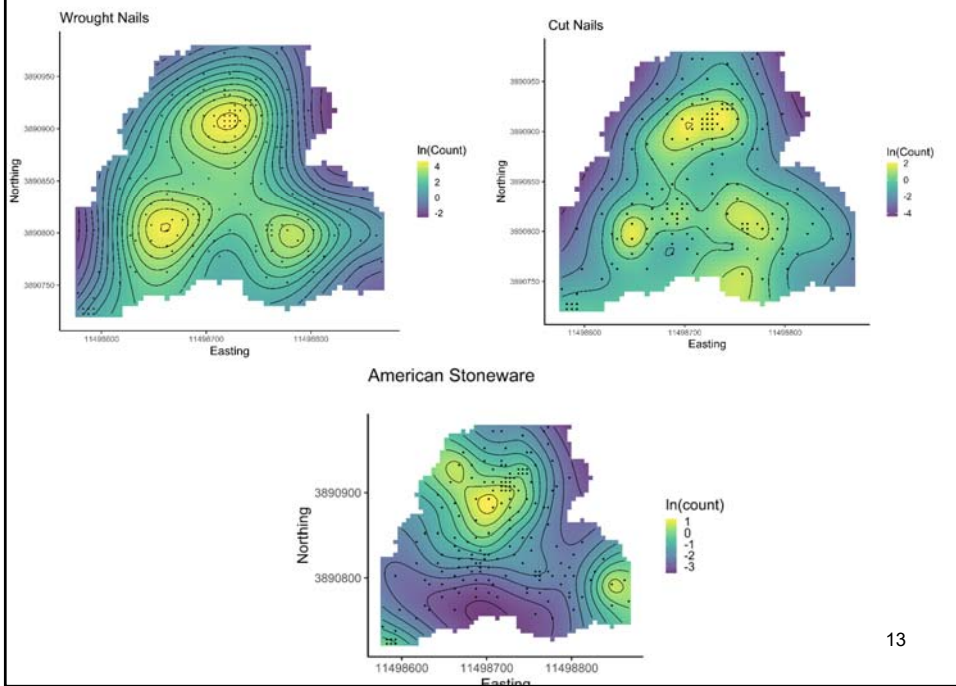 Wrought Nails
3890950
3890900
3890850
3890800
3890750
Northing
11498600
11498700
11498800
Easting
ln(Count)
4
2
0
-2
Cut Nails
3890950
3890900
3890850
3890800
3890750
Northing
11498600
11498700
11498800
Easting
ln(Count)
2
0
-2
-4
American Stoneware
3890900
3890800
Northing
11498600
11498700
11498800
Easting
ln(count)
1
0
-1
-2
-3
13